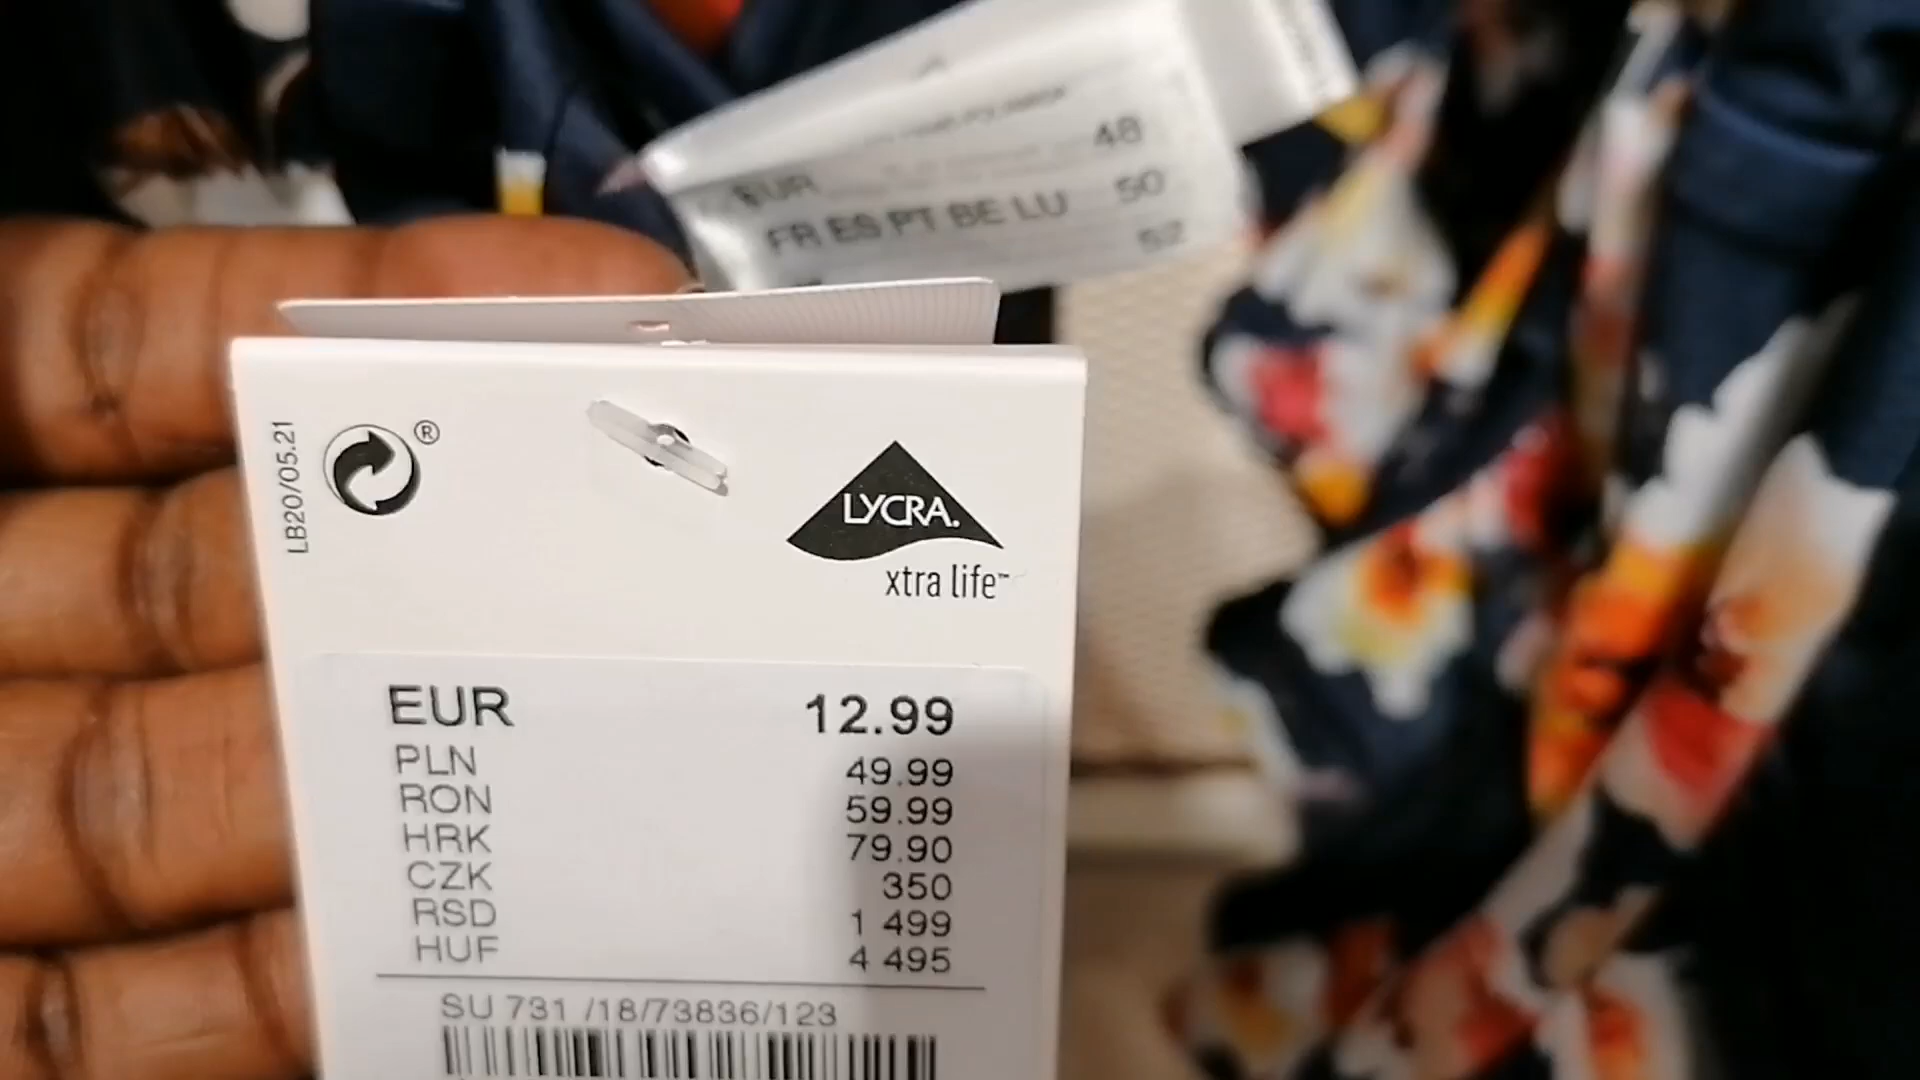 48
EUR 50
FR ES PT BE LU 52
LB20/05.21
®
LYCRA.
xtra life™
EUR 12.99
PLN 49.99
RON 59.99
HRK 79.90
CZK 350
RSD 1 499
HUF 4 495
SU 731 /18/73836/123